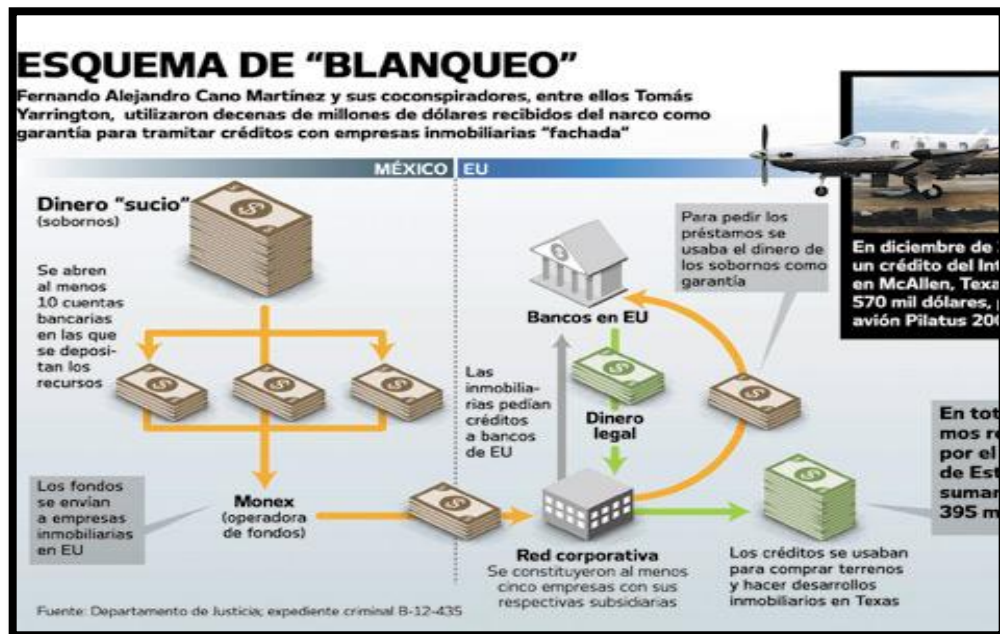 ESQUEMA DE “BLANQUEO”
Fernando Alejandro Cano Martínez y sus coconspiradores, entre ellos Tomás
Yarrington, utilizaron decenas de millones de dólares recibidos del narco como
garantía para tramitar créditos con empresas inmobiliarias “fachada”
MÉXICO EU
Dinero “sucio”
(sobornos)
Se abren
al menos
10 cuentas
bancarias
en las que
se deposi-
tan los
recursos
Los fondos
se envían
a empresas
inmobiliarias
en EU
Monex
(operadora
de fondos)
Bancos en EU
Las
inmobilia-
rias pedían
créditos
a bancos
de EU
Dinero
legal
Para pedir los
préstamos se
usaba el dinero de
los sobornos como
garantía
Red corporativa
Se constituyeron al menos
cinco empresas con sus
respectivas subsidiarias
Los créditos se usaban
para comprar terrenos
y hacer desarrollos
inmobiliarios en Texas
En diciembre de
un crédito del
en McAllen,
570 mil dólares,
avión Pilatus
En
por el
de
395
Fuente: Departamento de Justicia; expediente criminal B-12-435